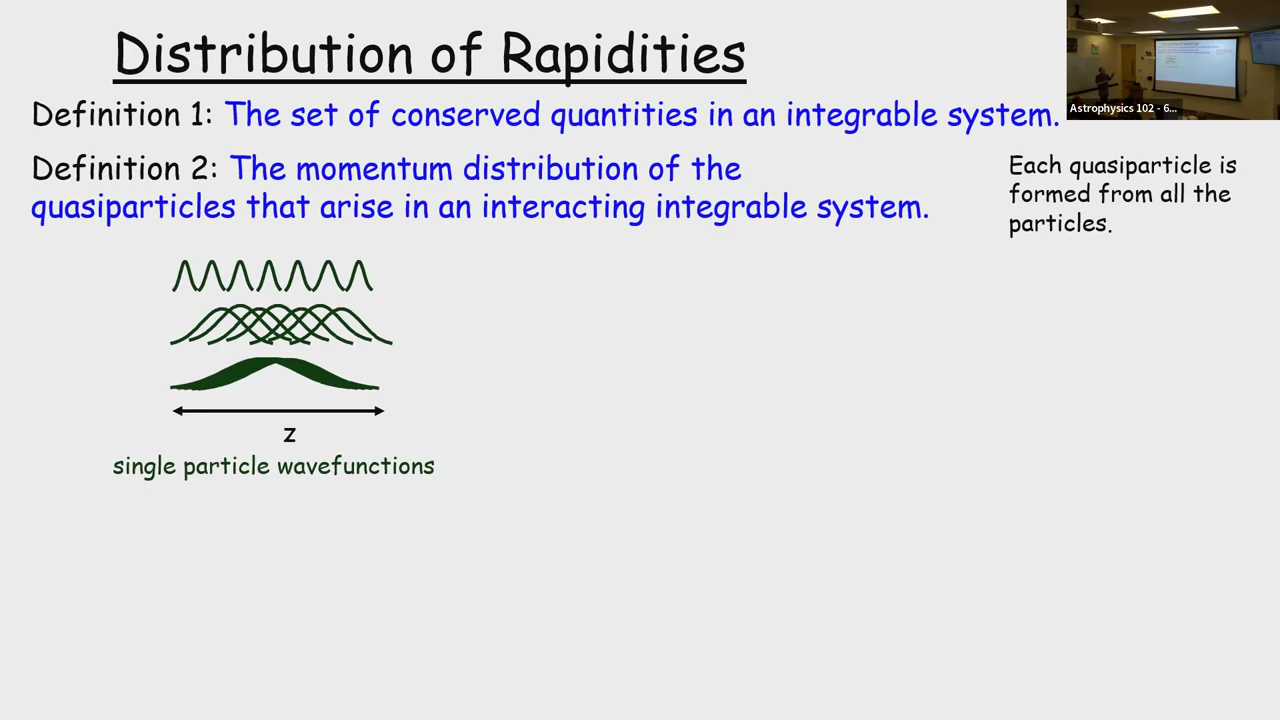 Distribution of Rapidities
Definition 1: The set of conserved quantities in an integrable system.
Astrophysics 102 - 6...
Definition 2: The momentum distribution of the
quasiparticles that arise in an interacting integrable system.
Each quasiparticle is
formed from all the
particles.
z
single particle wavefunctions